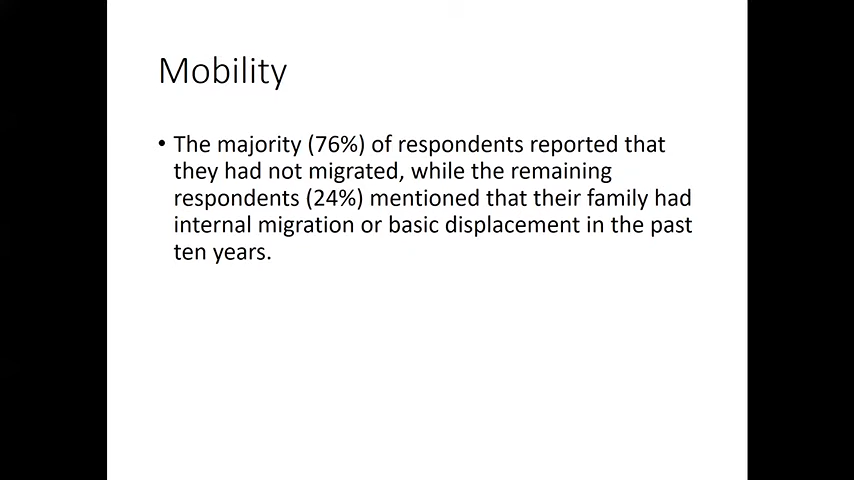 Mobility
• The majority (76%) of respondents reported that
they had not migrated, while the remaining
respondents (24%) mentioned that their family had
internal migration or basic displacement in the past
ten years.